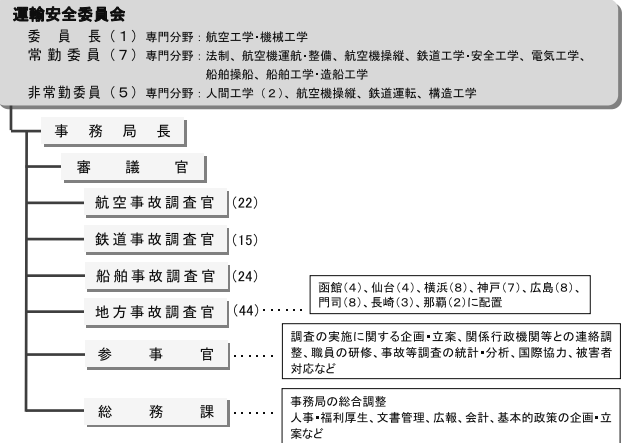 運輸安全委員会
委員長(1)専門分野:航空工学・機械工学
常勤委員(7)専門分野:法制、航空機運航・整備、航空機操縦、鉄道工学・安全工学、電気工学、
船舶操船、船舶工学・造船工学
非常勤委員(5)専門分野:人間工学(2)、航空機操縦、鉄道運転、構造工学
事務局長
審議官
航空事故調査官(22)
鉄道事故調査官(15)
船舶事故調査官(24)
地方事故調査官(44)‥‥‥
函館(4)、仙台(4)、横浜(8)、神戸(7)、広島(8)、
門司(8)、長崎(3)、那覇(2)に配置
参事官‥‥‥
調査の実施に関する企画・立案、関係行政機関等との連絡調
整、職員の研修、事故等調査の統計・分析、国際協力、被害者
対応など
総務課‥‥‥
事務局の総合調整
人事・福利厚生、文書管理、広報、会計、基本的政策の企画・立
案など